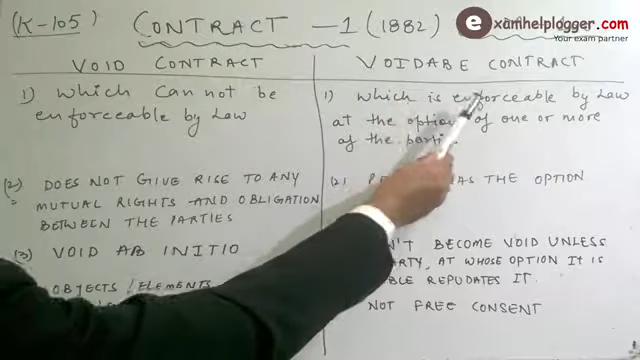 (K-105) CONTRACT -1 (1882)
examhelplogger.com
Your exam partner
VOID CONTRACT
1) Which Can not be
enforceable by Law
(2) DOES NOT GIVE RISE TO ANY
MUTUAL RIGHTS AND OBLIGATION
BETWEEN THE PARTIES
(3) VOID AB INITIO
OBJECTS / ELEMENTS
VOIDABE CONTRACT
1) Which is enforceable by Law
at the option of one or more
of the
(2) THE OPTION
BECOME VOID UNLESS
AT WHOSE OPTION IT IS
REPUDATES IT.
NOT FREE CONSENT